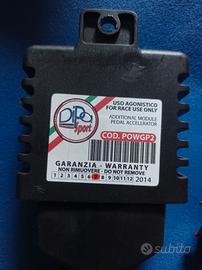 DiPa
Sport
USO AGONISTICO
FOR RACE USE ONLY
ADDITIONAL MODULE
PEDAL ACCELERATOR
COD. POWGP2
GARANZIA - WARRANTY
NON RIMUOVERE - DO NOT REMOVE
1 2 3 4 5 6 7 8 9 10 11 12 2014
subito